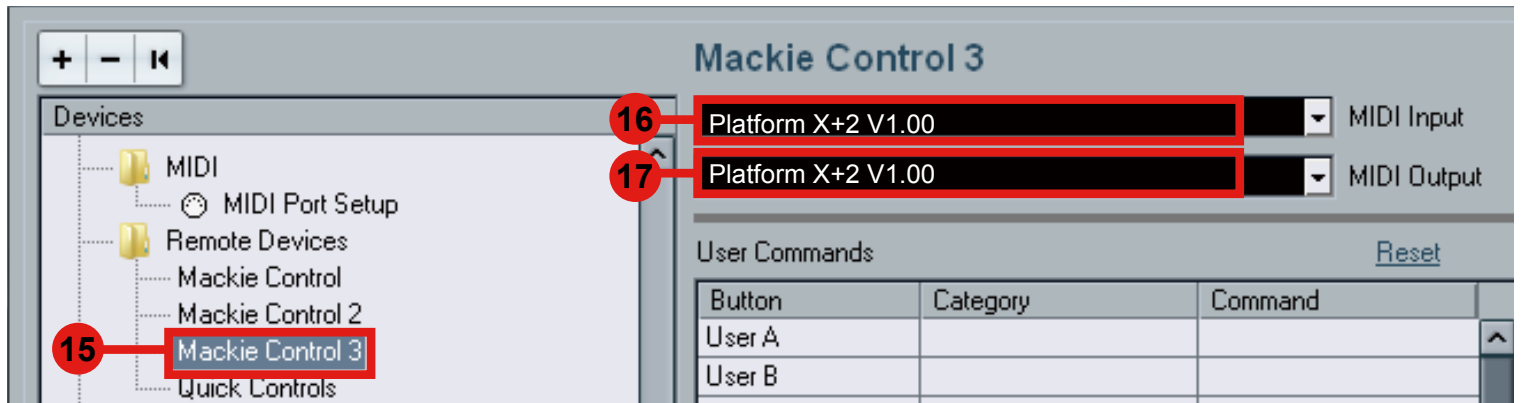 Mackie Control 3
Devices
16
Platform X+2 V1.00
MIDI Input
MIDI
17
Platform X+2 V1.00
MIDI Output
MIDI Port Setup
Remote Devices
User Commands
Reset
Mackie Control
Button Category Command
Mackie Control 2
User A
15
Mackie Control 3
User B
Quick Controls